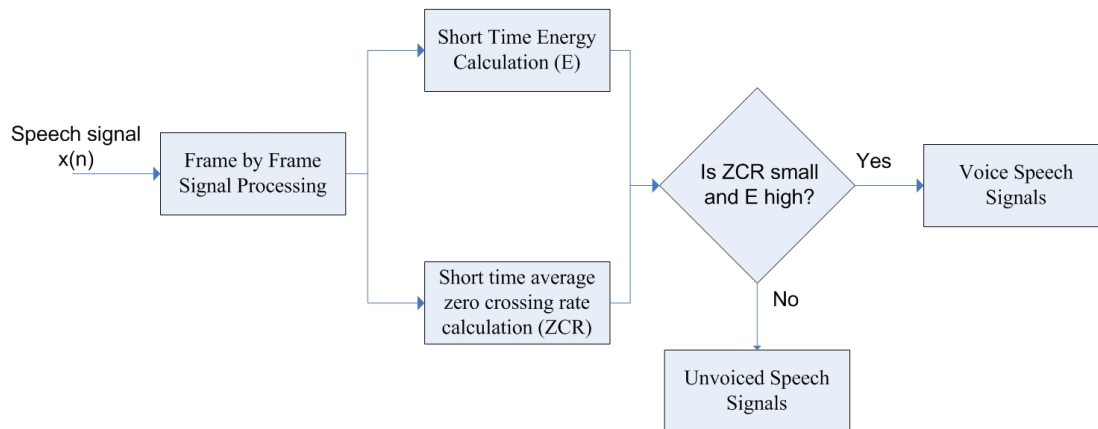 Speech signal
x(n)
Frame by Frame
Signal Processing
Short Time Energy
Calculation (E)
Short time average
zero crossing rate
calculation (ZCR)
Is ZCR small
and E high?
Yes
Voice Speech
Signals
No
Unvoiced Speech
Signals